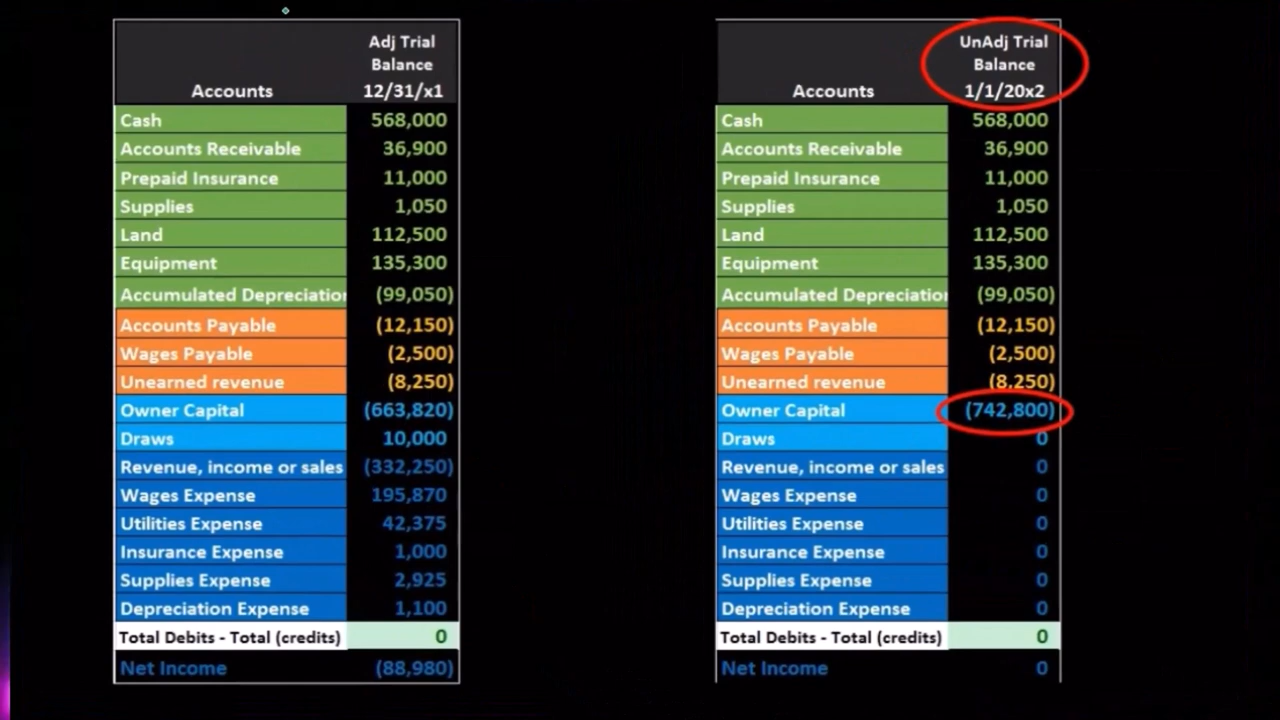 Adj Trial
Balance
Accounts 12/31/x1
Cash 568,000
Accounts Receivable 36,900
Prepaid Insurance 11,000
Supplies 1,050
Land 112,500
Equipment 135,300
Accumulated Depreciation (99,050)
Accounts Payable (12,150)
Wages Payable (2,500)
Unearned revenue (8,250)
Owner Capital (663,820)
Draws 10,000
Revenue, income or sales (332,250)
Wages Expense 195,870
Utilities Expense 42,375
Insurance Expense 1,000
Supplies Expense 2,925
Depreciation Expense 1,100
Total Debits - Total (credits) 0
Net Income (88,980)
UnAdj Trial
Balance
Accounts 1/1/20x2
Cash 568,000
Accounts Receivable 36,900
Prepaid Insurance 11,000
Supplies 1,050
Land 112,500
Equipment 135,300
Accumulated Depreciation (99,050)
Accounts Payable (12,150)
Wages Payable (2,500)
Unearned revenue (8,250)
Owner Capital (742,800)
Draws 0
Revenue, income or sales 0
Wages Expense 0
Utilities Expense 0
Insurance Expense 0
Supplies Expense 0
Depreciation Expense 0
Total Debits - Total (credits) 0
Net Income 0